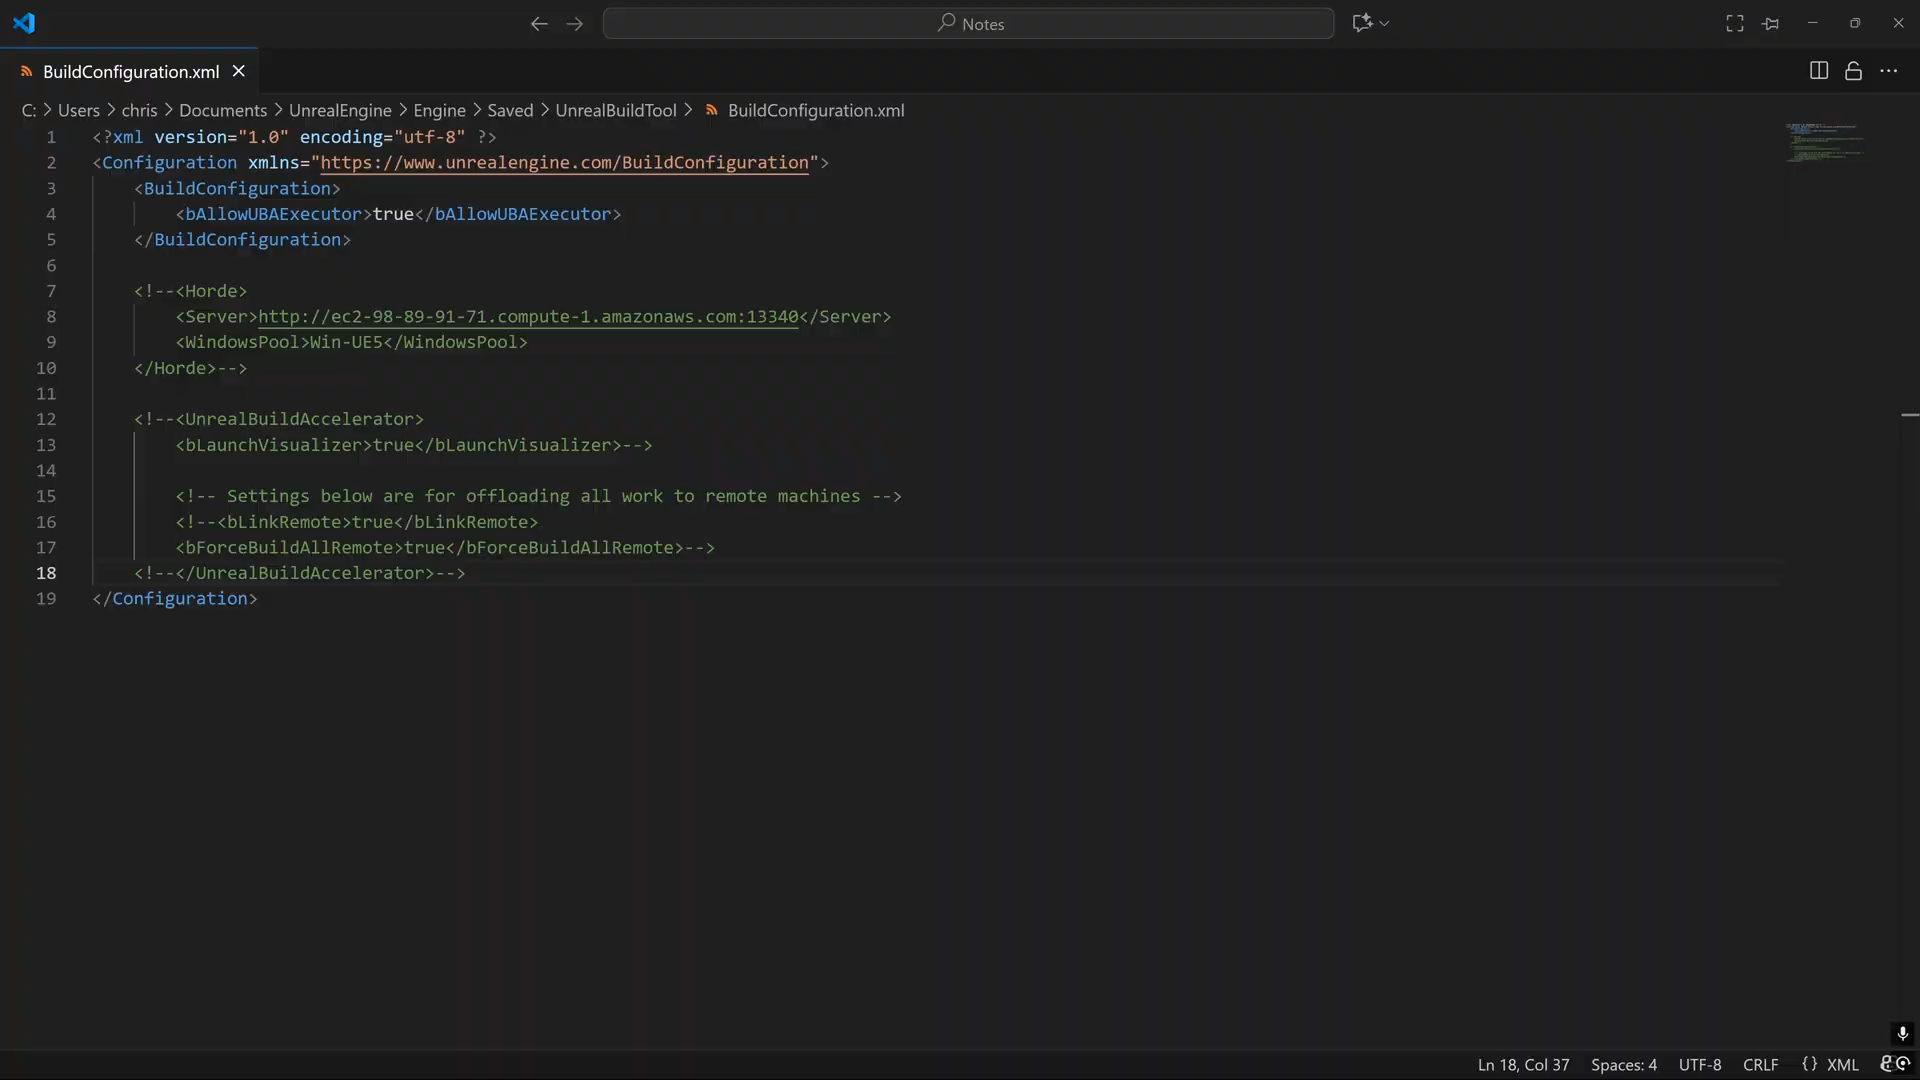 Notes
BuildConfiguration.xml
C: > Users > chris > Documents > UnrealEngine > Engine > Saved > UnrealBuildTool > BuildConfiguration.xml
1 <?xml version="1.0" encoding="utf-8" ?>
2 <Configuration xmlns="https://www.unrealengine.com/BuildConfiguration">
3 <BuildConfiguration>
4 <bAllowUBAExecutor>true</bAllowUBAExecutor>
5 </BuildConfiguration>
6
7 <!--<Horde>
8 <Server>http://ec2-98-89-91-71.compute-1.amazonaws.com:13340</Server>
9 <WindowsPool>Win-UE5</WindowsPool>
10 </Horde>-->
11
12 <!--<UnrealBuildAccelerator>
13 <bLaunchVisualizer>true</bLaunchVisualizer>-->
14
15 <!-- Settings below are for offloading all work to remote machines -->
16 <!--<bLinkRemote>true</bLinkRemote>
17 <bForceBuildAllRemote>true</bForceBuildAllRemote>-->
18 <!--</UnrealBuildAccelerator>-->
19 </Configuration>
Ln 18, Col 37 Spaces: 4 UTF-8 CRLF {} XML